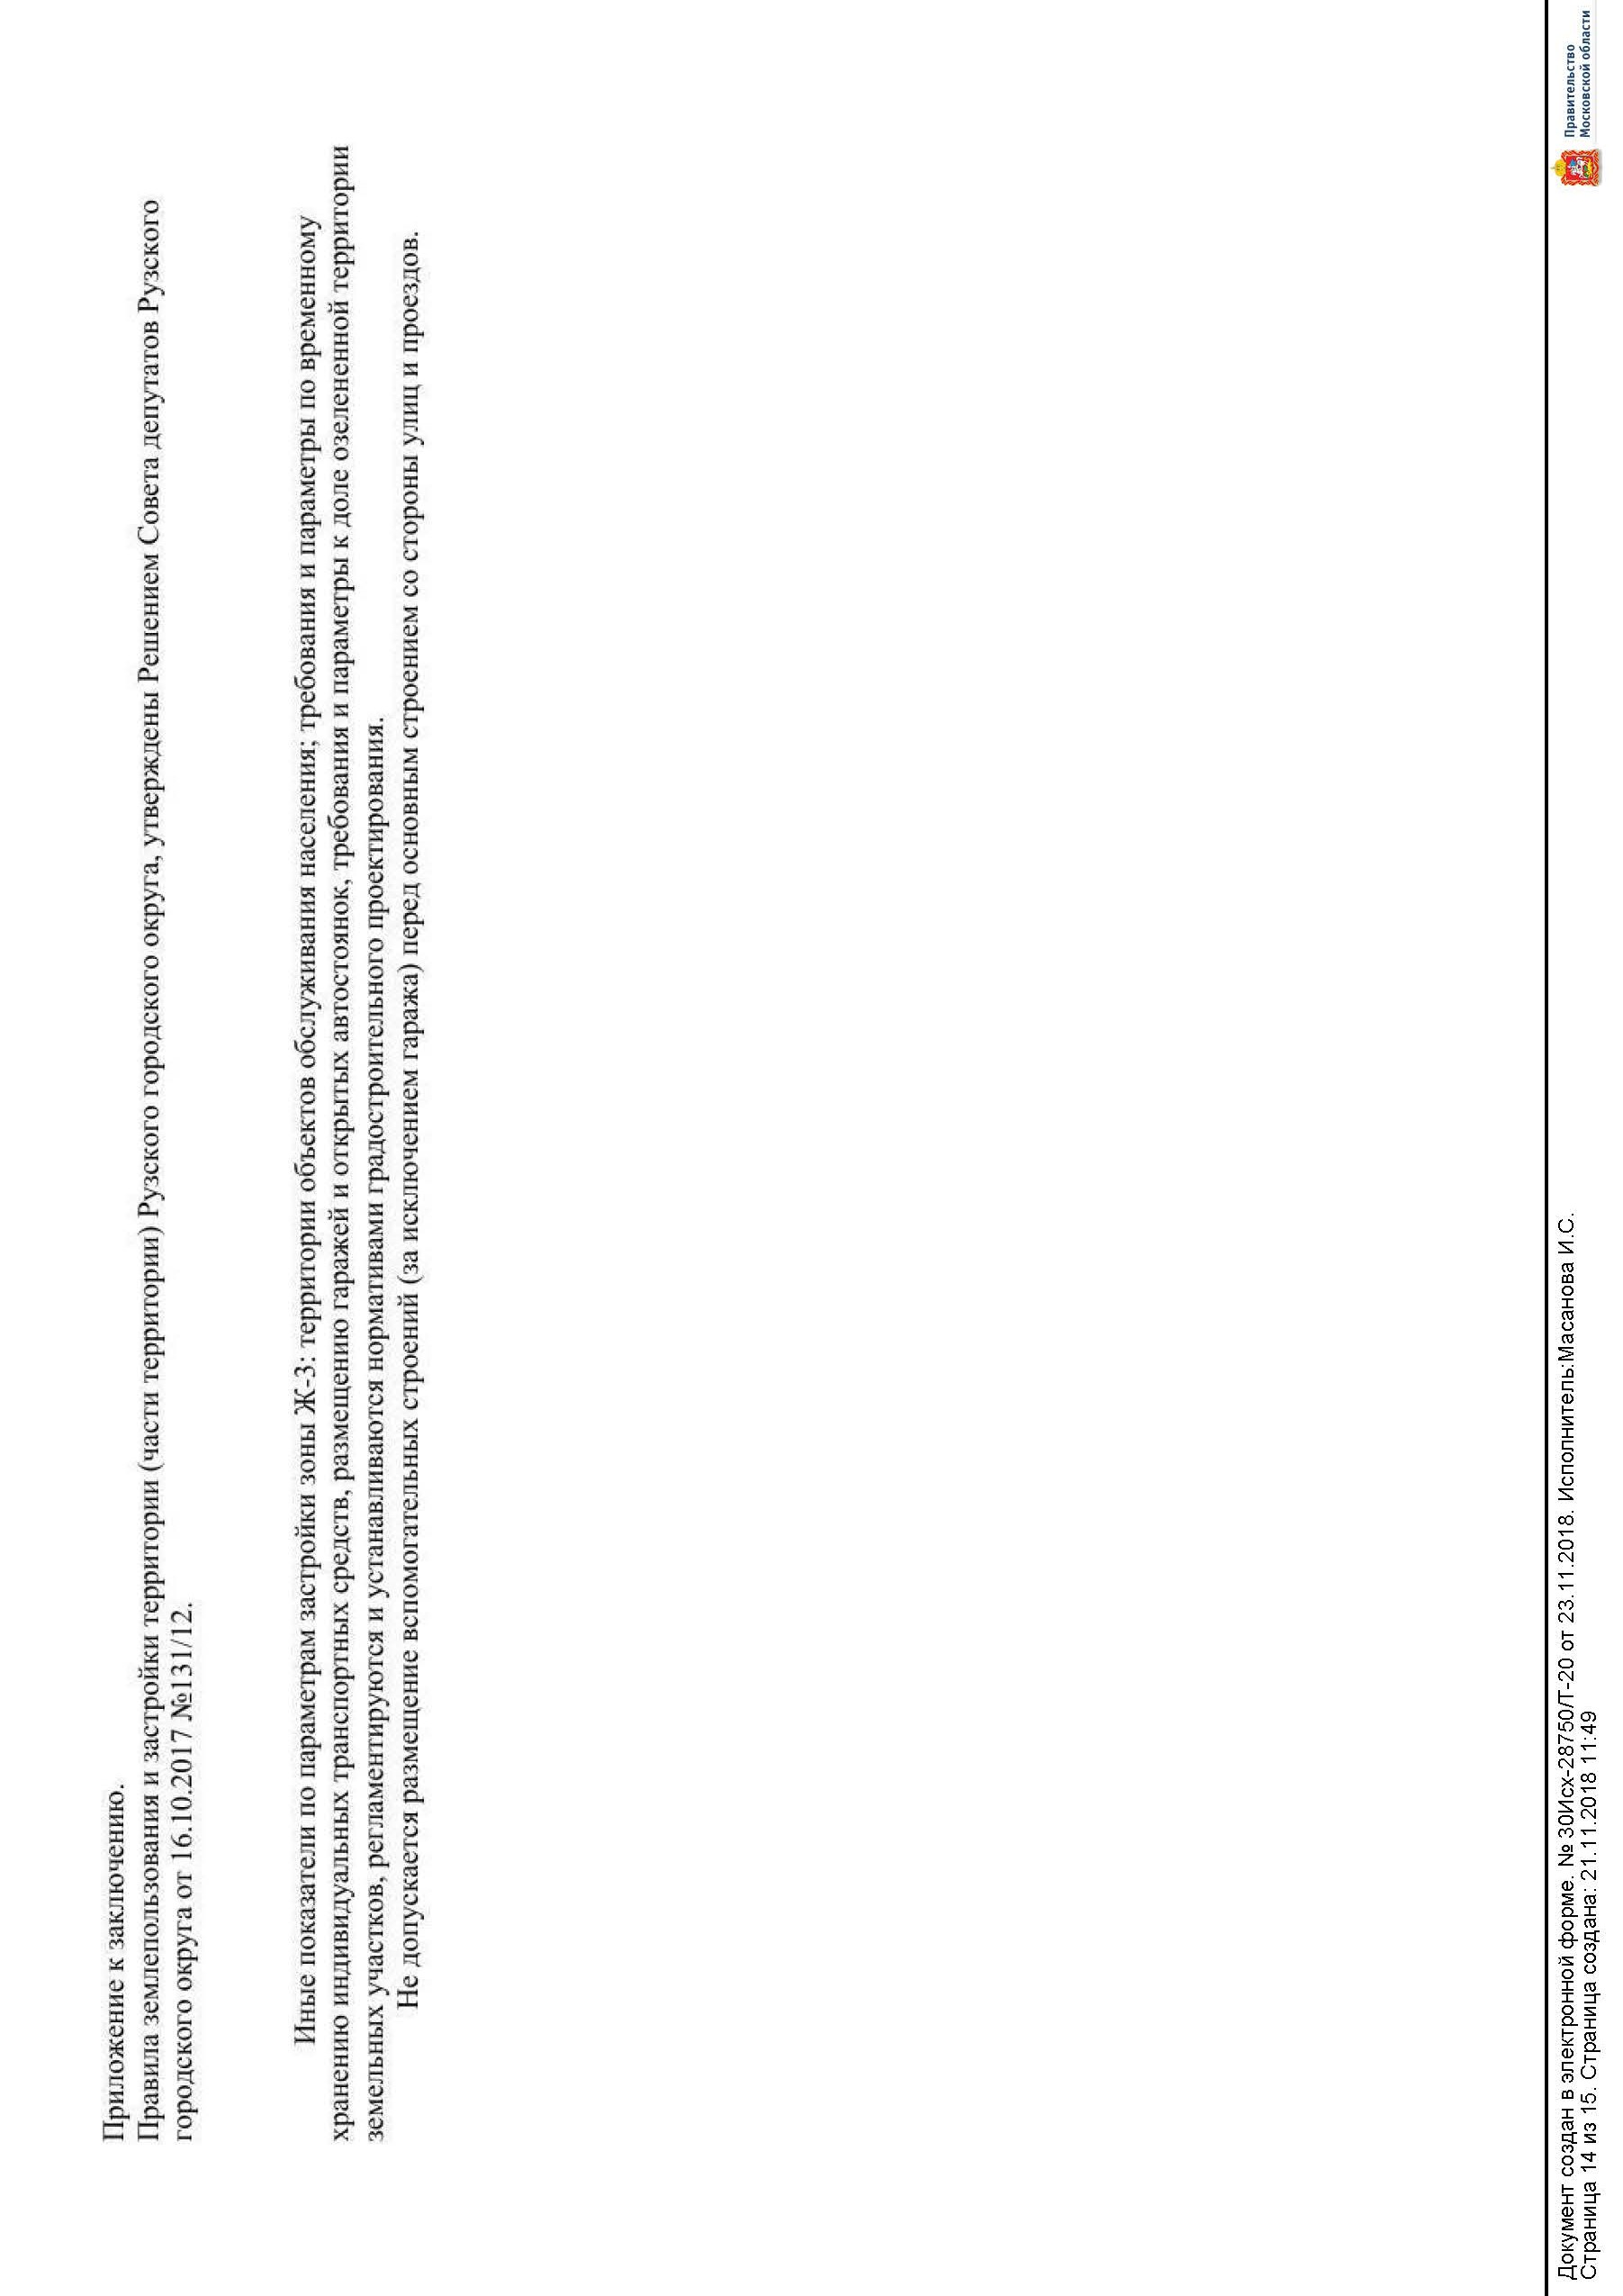 Приложение к заключению.
Правила землепользования и застройки территории (части территории) Рузского городского округа, утверждены Решением Совета депутатов Рузского
городского округа от 16.10.2017 №131/12.
Иные показатели по параметрам застройки зоны Ж-3: территории объектов обслуживания населения; требования и параметры по временному
хранению индивидуальных транспортных средств, размещению гаражей и открытых автостоянок, требования и параметры к доле озелененной территории
земельных участков, регламентируются и устанавливаются нормативами градостроительного проектирования.
Не допускается размещение вспомогательных строений (за исключением гаража) перед основным строением со стороны улиц и проездов.
Документ создан в электронной форме. № 30Исх-28750/Т-20 от 23.11.2018. Исполнитель:Масанова И.С.
Страница 14 из 15. Страница создана: 21.11.2018 11:49
Правительство
Московской области